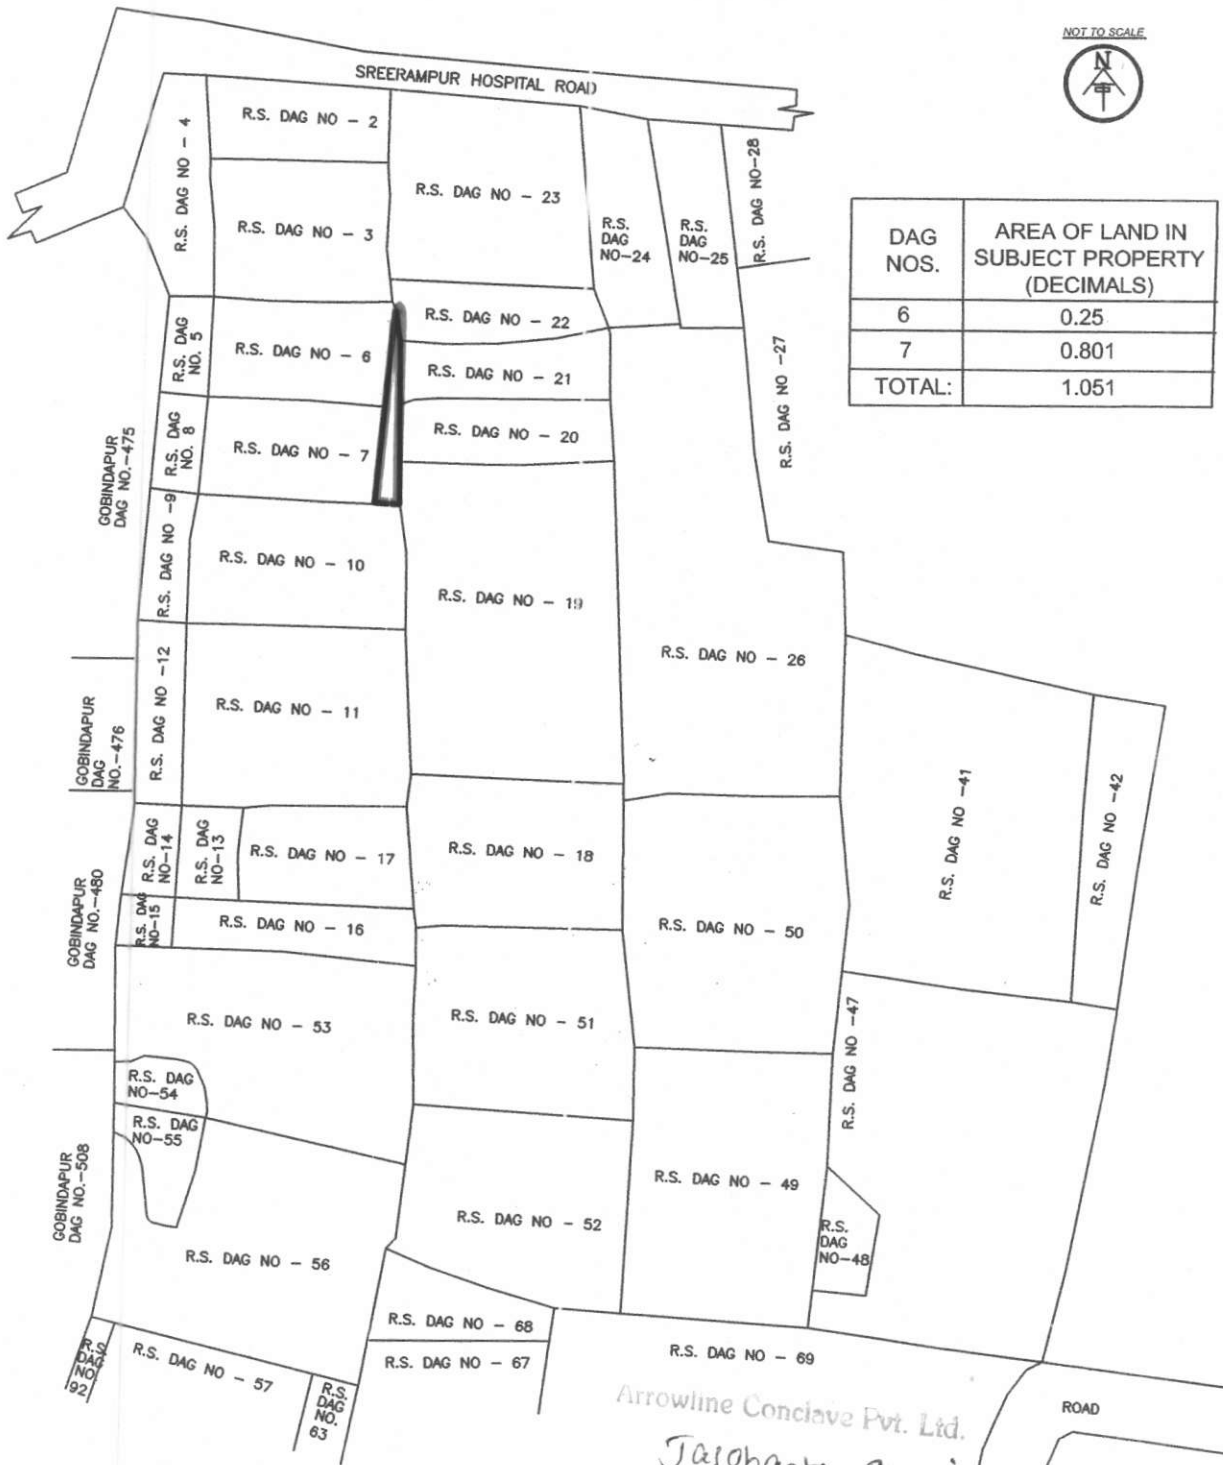 NOT TO SCALE
N
SREERAMPUR HOSPITAL ROAD
R.S. DAG NO - 4
R.S. DAG NO - 2
R.S. DAG NO - 3
R.S. DAG NO - 23
R.S.
DAG
NO-24
R.S.
DAG
NO-25
R.S. DAG NO-28
DAG
NOS.
AREA OF LAND IN
SUBJECT PROPERTY
(DECIMALS)
6
0.25
7
0.801
TOTAL:
1.051
R.S. DAG
NO. 5
R.S. DAG NO - 6
R.S. DAG NO - 22
R.S. DAG NO - 21
R.S. DAG NO -27
R.S. DAG
NO. 8
R.S. DAG NO - 7
R.S. DAG NO - 20
GOBINDAPUR
DAG NO.-475
R.S. DAG NO -9
R.S. DAG NO - 10
R.S. DAG NO - 19
R.S. DAG NO - 26
R.S. DAG NO -12
R.S. DAG NO - 11
GOBINDAPUR
DAG
NO.-476
R.S. DAG NO -41
R.S. DAG NO -42
R.S. DAG
NO-14
R.S. DAG
NO-13
R.S. DAG NO - 17
R.S. DAG NO - 18
GOBINDAPUR
DAG NO.-480
R.S. DAG
NO-15
R.S. DAG NO - 16
R.S. DAG NO - 50
R.S. DAG NO - 53
R.S. DAG NO - 51
R.S. DAG NO -47
R.S. DAG
NO-54
R.S. DAG
NO-55
GOBINDAPUR
DAG NO.-508
R.S. DAG NO - 49
R.S. DAG NO - 52
R.S.
DAG
NO-48
R.S. DAG NO - 56
R.S. DAG NO - 68
R.S. DAG NO - 67
R.S. DAG NO - 69
R.S.
DAG
NO
92
R.S. DAG NO - 57
R.S.
DAG
NO.
63
ROAD
Arrowline Conclave Pvt. Ltd.